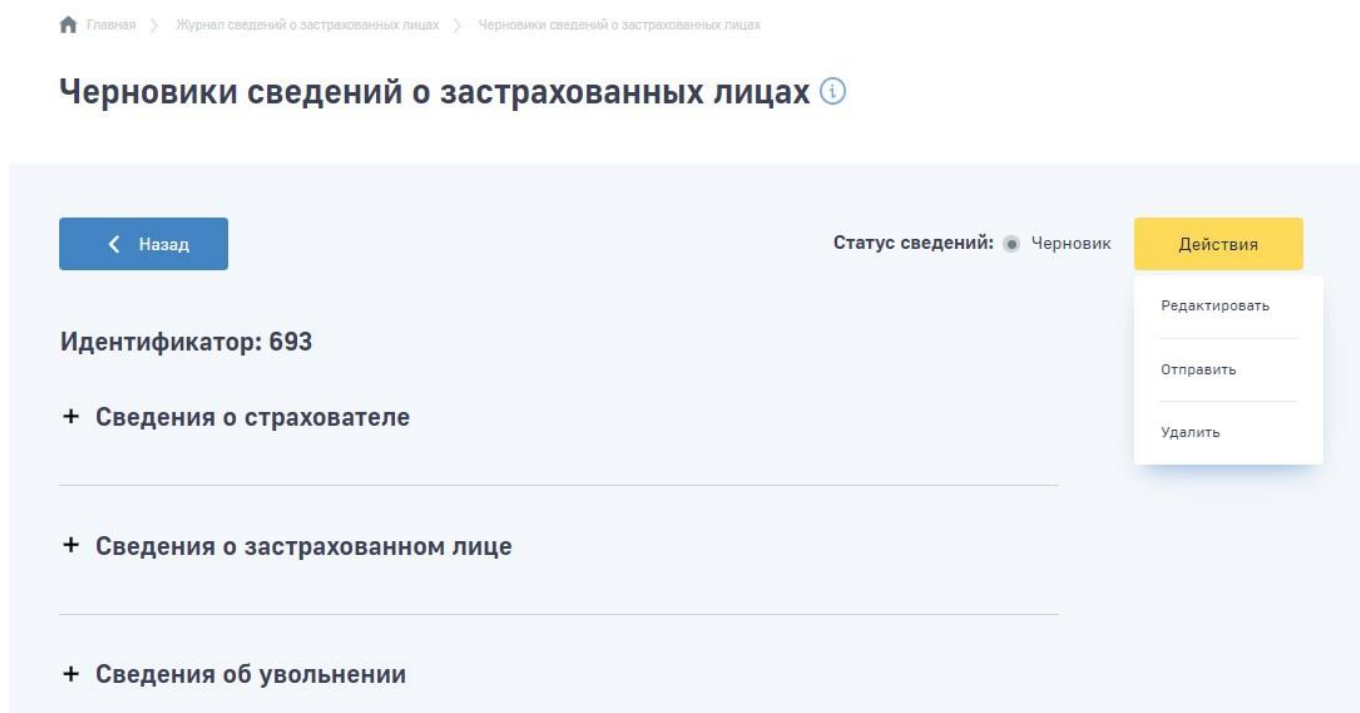 Главная > Журнал сведений о застрахованных лицах > Черновики сведений о застрахованных лицах
Черновики сведений о застрахованных лицах i
Назад
Статус сведений: Черновик
Действия
Редактировать
Отправить
Удалить
Идентификатор: 693
+ Сведения о страхователе
+ Сведения о застрахованном лице
+ Сведения об увольнении